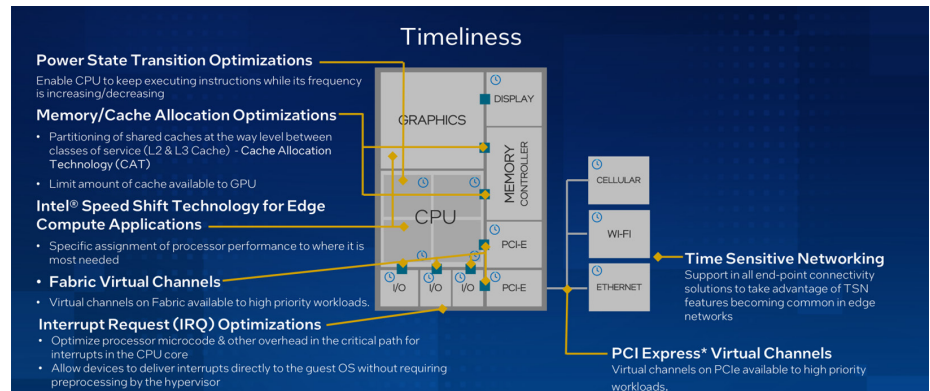 Timeliness
Power State Transition Optimizations
Enable CPU to keep executing instructions while its frequency
is increasing/decreasing
Memory/Cache Allocation Optimizations
• Partitioning of shared caches at the way level between
classes of service (L2 & L3 Cache) - Cache Allocation
Technology (CAT)
• Limit amount of cache available to GPU
Intel® Speed Shift Technology for Edge
Compute Applications
• Specific assignment of processor performance to where it is
most needed
• Fabric Virtual Channels
• Virtual channels on Fabric available to high priority workloads.
Interrupt Request (IRQ) Optimizations
• Optimize processor microcode & other overhead in the critical path for
interrupts in the CPU core
• Allow devices to deliver interrupts directly to the guest OS without requiring
preprocessing by the hypervisor
GRAPHICS
DISPLAY
MEMORY
CONTROLLER
CPU
PCI-E
I/O
I/O
I/O
PCI-E
CELLULAR
WI-FI
ETHERNET
Time Sensitive Networking
Support in all end-point connectivity
solutions to take advantage of TSN
features becoming common in edge
networks
PCI Express* Virtual Channels
Virtual channels on PCIe available to high priority
workloads.